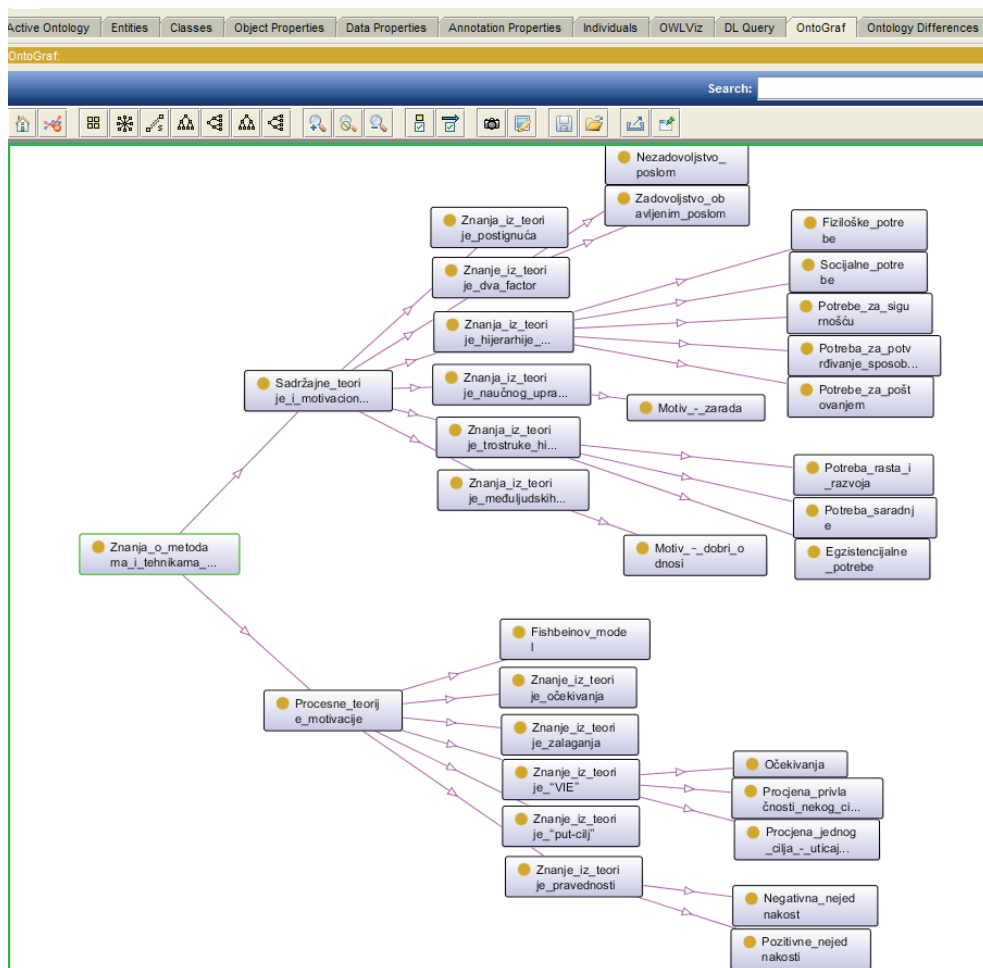 Active Ontology Entities Classes Object Properties Data Properties Annotation Properties Individuals OWLViz DL Query OntoGraf Ontology Differences
OntoGraf:
Search:
Nezadovoljstvo_
poslom
Zadovoljstvo_ob
avljenim_poslom
Znanja_iz_teori
je_postignuća
Znanje_iz_teori
je_dva_factor
Znanja_iz_teori
je_hijerarhije_...
Fiziloške_potre
be
Socijalne_potre
be
Potrebe_za_sigu
rnošću
Potreba_za_potv
rđivanje_sposob...
Potrebe_za_pošt
ovanjem
Sadržajne_teori
je_i_motivacion...
Znanja_iz_teori
je_naučnog_upra...
Motiv_-_zarada
Znanja_iz_teori
je_trostruke_hi...
Potreba_rasta_i
_razvoja
Potreba_saradnj
e
Egzistencijalne
_potrebe
Znanja_iz_teori
je_međuljudskih...
Motiv_-_dobri_o
dnosi
Znanja_o_metoda
ma_i_tehnikama_...
Fishbeinov_mode
l
Znanje_iz_teori
je_očekivanja
Procesne_teorij
e_motivacije
Znanje_iz_teori
je_zalaganja
Znanje_iz_teori
je_“VIE”
Očekivanja
Procjena_privla
čnosti_nekog_ci...
Procjena_jednog
_cilja_-_uticaj...
Znanje_iz_teori
je_“put-cilj”
Znanje_iz_teori
je_pravednosti
Negativna_nejed
nakost
Pozitivne_nejed
nakosti